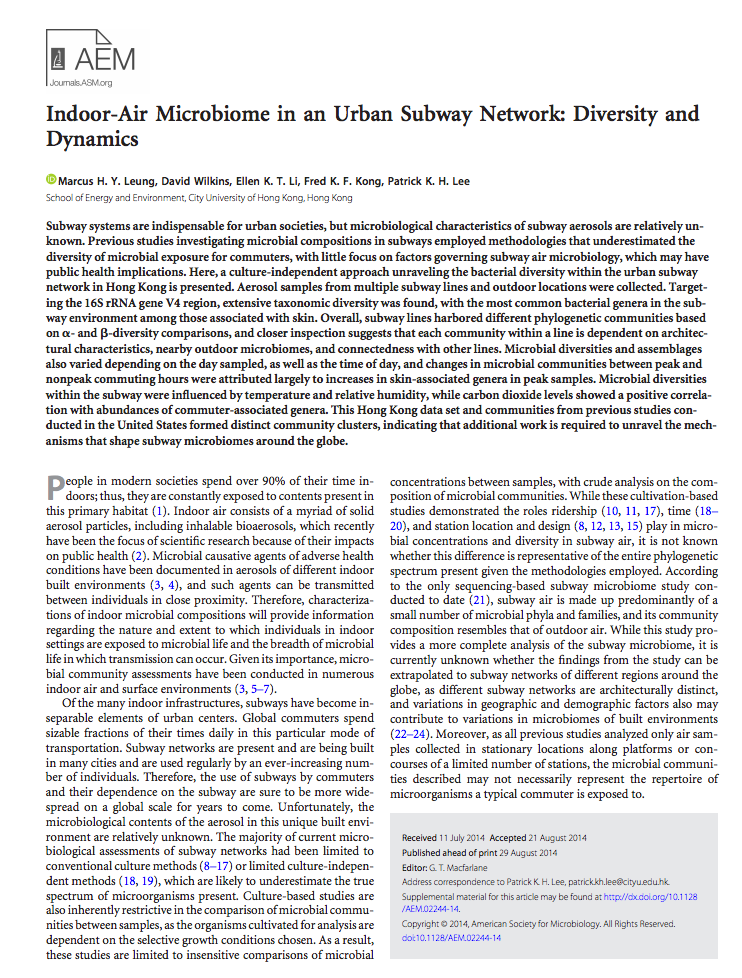 AEM
Journals.ASM.org
Indoor-Air Microbiome in an Urban Subway Network: Diversity and
Dynamics
iD Marcus H. Y. Leung, David Wilkins, Ellen K. T. Li, Fred K. F. Kong, Patrick K. H. Lee
School of Energy and Environment, City University of Hong Kong, Hong Kong
Subway systems are indispensable for urban societies, but microbiological characteristics of subway aerosols are relatively un-
known. Previous studies investigating microbial compositions in subways employed methodologies that underestimated the
diversity of microbial exposure for commuters, with little focus on factors governing subway air microbiology, which may have
public health implications. Here, a culture-independent approach unraveling the bacterial diversity within the urban subway
network in Hong Kong is presented. Aerosol samples from multiple subway lines and outdoor locations were collected. Target-
ing the 16S rRNA gene V4 region, extensive taxonomic diversity was found, with the most common bacterial genera in the sub-
way environment among those associated with skin. Overall, subway lines harbored different phylogenetic communities based
on α- and β-diversity comparisons, and closer inspection suggests that each community within a line is dependent on architec-
tural characteristics, nearby outdoor microbiomes, and connectedness with other lines. Microbial diversities and assemblages
also varied depending on the day sampled, as well as the time of day, and changes in microbial communities between peak and
nonpeak commuting hours were attributed largely to increases in skin-associated genera in peak samples. Microbial diversities
within the subway were influenced by temperature and relative humidity, while carbon dioxide levels showed a positive correla-
tion with abundances of commuter-associated genera. This Hong Kong data set and communities from previous studies con-
ducted in the United States formed distinct community clusters, indicating that additional work is required to unravel the mech-
anisms that shape subway microbiomes around the globe.
People in modern societies spend over 90% of their time in-
doors; thus, they are constantly exposed to contents present in
this primary habitat (1). Indoor air consists of a myriad of solid
aerosol particles, including inhalable bioaerosols, which recently
have been the focus of scientific research because of their impacts
on public health (2). Microbial causative agents of adverse health
conditions have been documented in aerosols of different indoor
built environments (3, 4), and such agents can be transmitted
between individuals in close proximity. Therefore, characteriza-
tions of indoor microbial compositions will provide information
regarding the nature and extent to which individuals in indoor
settings are exposed to microbial life and the breadth of microbial
life in which transmission can occur. Given its importance, micro-
bial community assessments have been conducted in numerous
indoor air and surface environments (3, 5–7).
Of the many indoor infrastructures, subways have become in-
separable elements of urban centers. Global commuters spend
sizable fractions of their times daily in this particular mode of
transportation. Subway networks are present and are being built
in many cities and are used regularly by an ever-increasing num-
ber of individuals. Therefore, the use of subways by commuters
and their dependence on the subway are sure to be more wide-
spread on a global scale for years to come. Unfortunately, the
microbiological contents of the aerosol in this unique built envi-
ronment are relatively unknown. The majority of current micro-
biological assessments of subway networks had been limited to
conventional culture methods (8–17) or limited culture-indepen-
dent methods (18, 19), which are likely to underestimate the true
spectrum of microorganisms present. Culture-based studies are
also inherently restrictive in the comparison of microbial commu-
nities between samples, as the organisms cultivated for analysis are
dependent on the selective growth conditions chosen. As a result,
these studies are limited to insensitive comparisons of microbial
concentrations between samples, with crude analysis on the com-
position of microbial communities. While these cultivation-based
studies demonstrated the roles ridership (10, 11, 17), time (18–
20), and station location and design (8, 12, 13, 15) play in micro-
bial concentrations and diversity in subway air, it is not known
whether this difference is representative of the entire phylogenetic
spectrum present given the methodologies employed. According
to the only sequencing-based subway microbiome study con-
ducted to date (21), subway air is made up predominantly of a
small number of microbial phyla and families, and its community
composition resembles that of outdoor air. While this study pro-
vides a more complete analysis of the subway microbiome, it is
currently unknown whether the findings from the study can be
extrapolated to subway networks of different regions around the
globe, as different subway networks are architecturally distinct,
and variations in geographic and demographic factors also may
contribute to variations in microbiomes of built environments
(22–24). Moreover, as all previous studies analyzed only air sam-
ples collected in stationary locations along platforms or con-
courses of a limited number of stations, the microbial communi-
ties described may not necessarily represent the repertoire of
microorganisms a typical commuter is exposed to.
Received 11 July 2014 Accepted 21 August 2014
Published ahead of print 29 August 2014
Editor: G. T. Macfarlane
Address correspondence to Patrick K. H. Lee, patrick.kh.lee@cityu.edu.hk.
Supplemental material for this article may be found at http://dx.doi.org/10.1128
/AEM.02244-14.
Copyright © 2014, American Society for Microbiology. All Rights Reserved.
doi:10.1128/AEM.02244-14